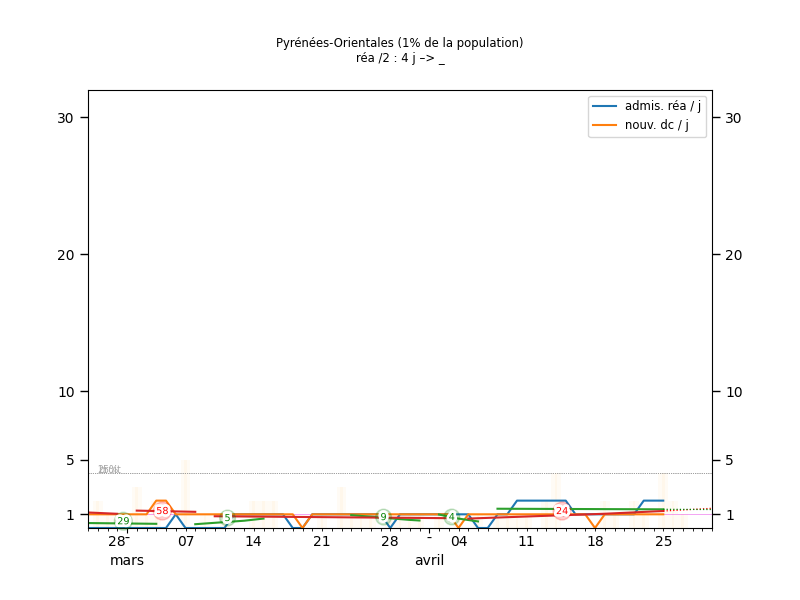 Pyrénées-Orientales (1% de la population)
réa /2 : 4 j –> _
admis. réa / j
nouv. dc / j
30 30
20 20
10 10
5 5
1 1
29 58 5 9 4 24
28 07 14 21 28 04 11 18 25
mars avril